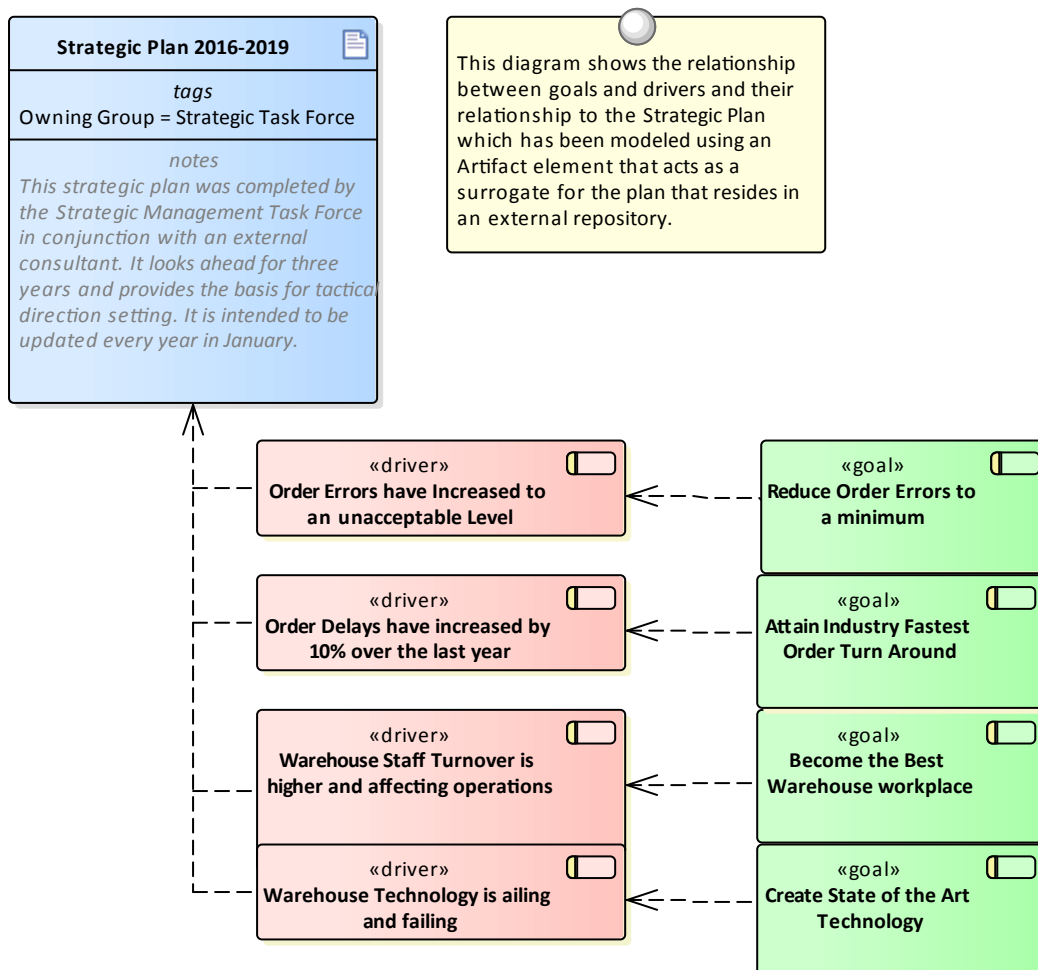 Strategic Plan 2016-2019
tags
Owning Group = Strategic Task Force
notes
This strategic plan was completed by
the Strategic Management Task Force
in conjunction with an external
consultant. It looks ahead for three
years and provides the basis for tactical
direction setting. It is intended to be
updated every year in January.
This diagram shows the relationship
between goals and drivers and their
relationship to the Strategic Plan
which has been modeled using an
Artifact element that acts as a
surrogate for the plan that resides in
an external repository.
«driver»
Order Errors have Increased to
an unacceptable Level
«goal»
Reduce Order Errors to
a minimum
«driver»
Order Delays have increased by
10% over the last year
«goal»
Attain Industry Fastest
Order Turn Around
«driver»
Warehouse Staff Turnover is
higher and affecting operations
«goal»
Become the Best
Warehouse workplace
«driver»
Warehouse Technology is ailing
and failing
«goal»
Create State of the Art
Technology